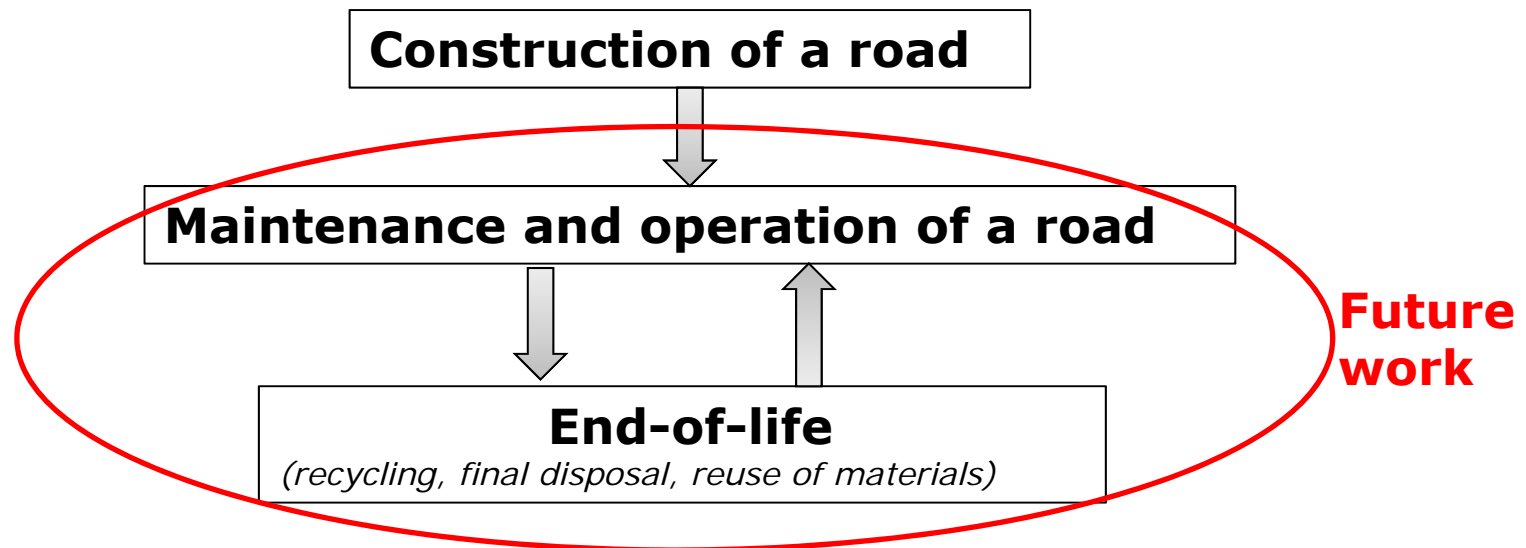 Construction of a road
Maintenance and operation of a road
Future
work
End-of-life
(recycling, final disposal, reuse of materials)